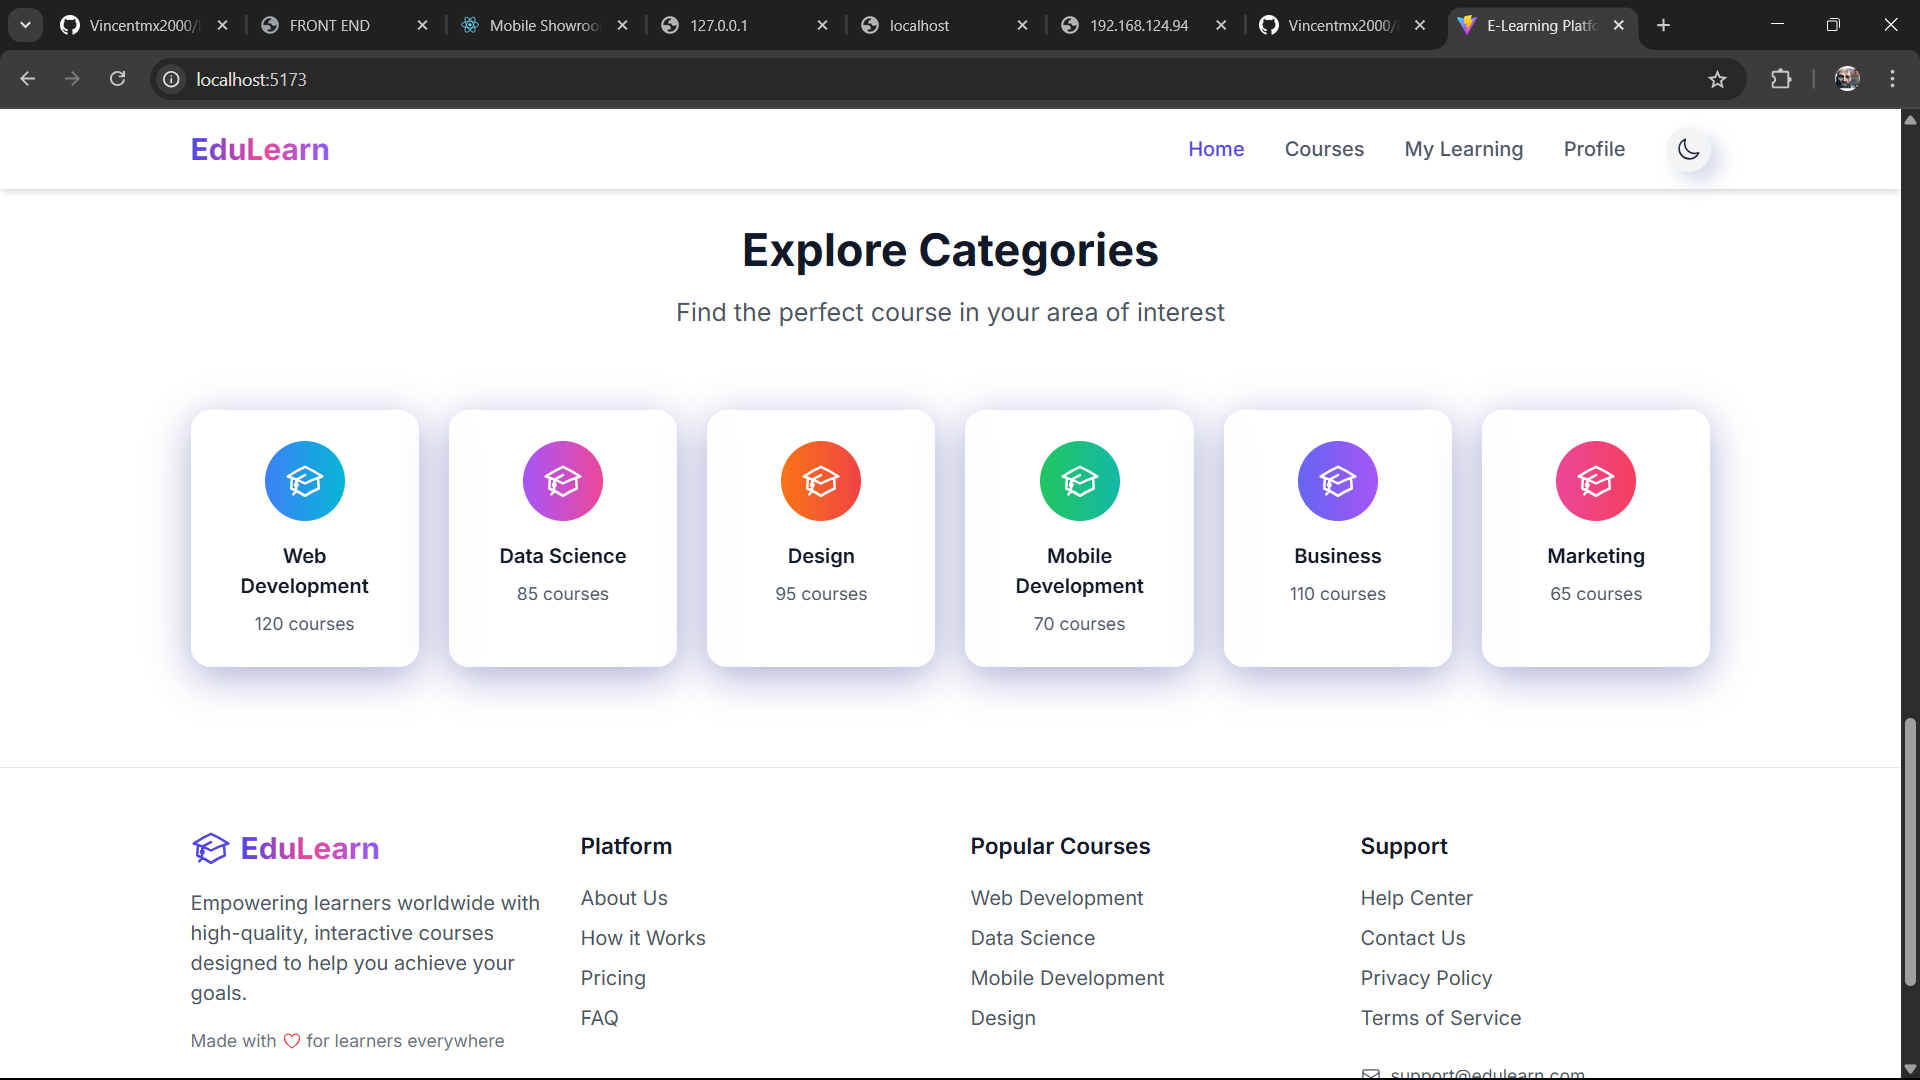 Vincentmx2000/
FRONT END
Mobile Showroo
127.0.0.1
localhost
192.168.124.94
Vincentmx2000/
E-Learning Platfo
localhost:5173
EduLearn
Home
Courses
My Learning
Profile
Explore Categories
Find the perfect course in your area of interest
Web
Development
120 courses
Data Science
85 courses
Design
95 courses
Mobile
Development
70 courses
Business
110 courses
Marketing
65 courses
EduLearn
Empowering learners worldwide with
high-quality, interactive courses
designed to help you achieve your
goals.
Made with ♡ for learners everywhere
Platform
About Us
How it Works
Pricing
FAQ
Popular Courses
Web Development
Data Science
Mobile Development
Design
Support
Help Center
Contact Us
Privacy Policy
Terms of Service
support@edulearn.com